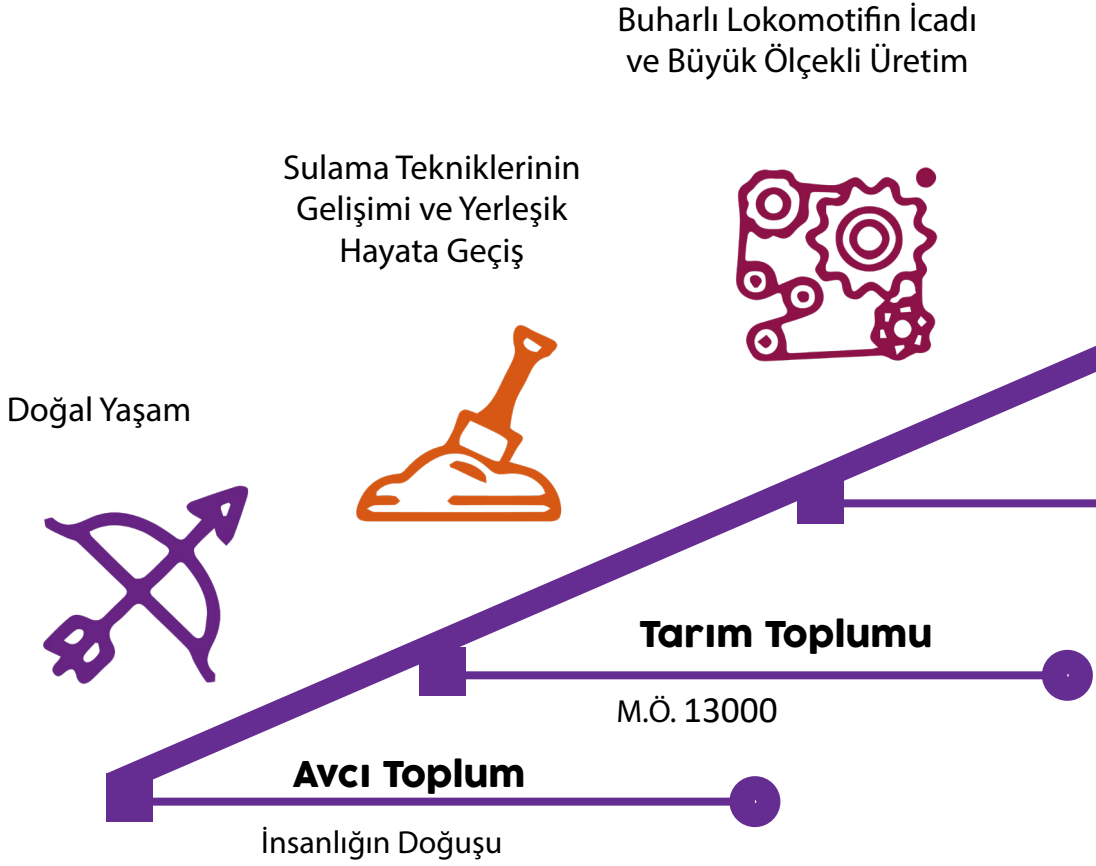 Buharlı Lokomotifin İcadı
ve Büyük Ölçekli Üretim
Sulama Tekniklerinin
Gelişimi ve Yerleşik
Hayata Geçiş
Doğal Yaşam
Tarım Toplumu
M.Ö. 13000
Avcı Toplum
İnsanlığın Doğuşu